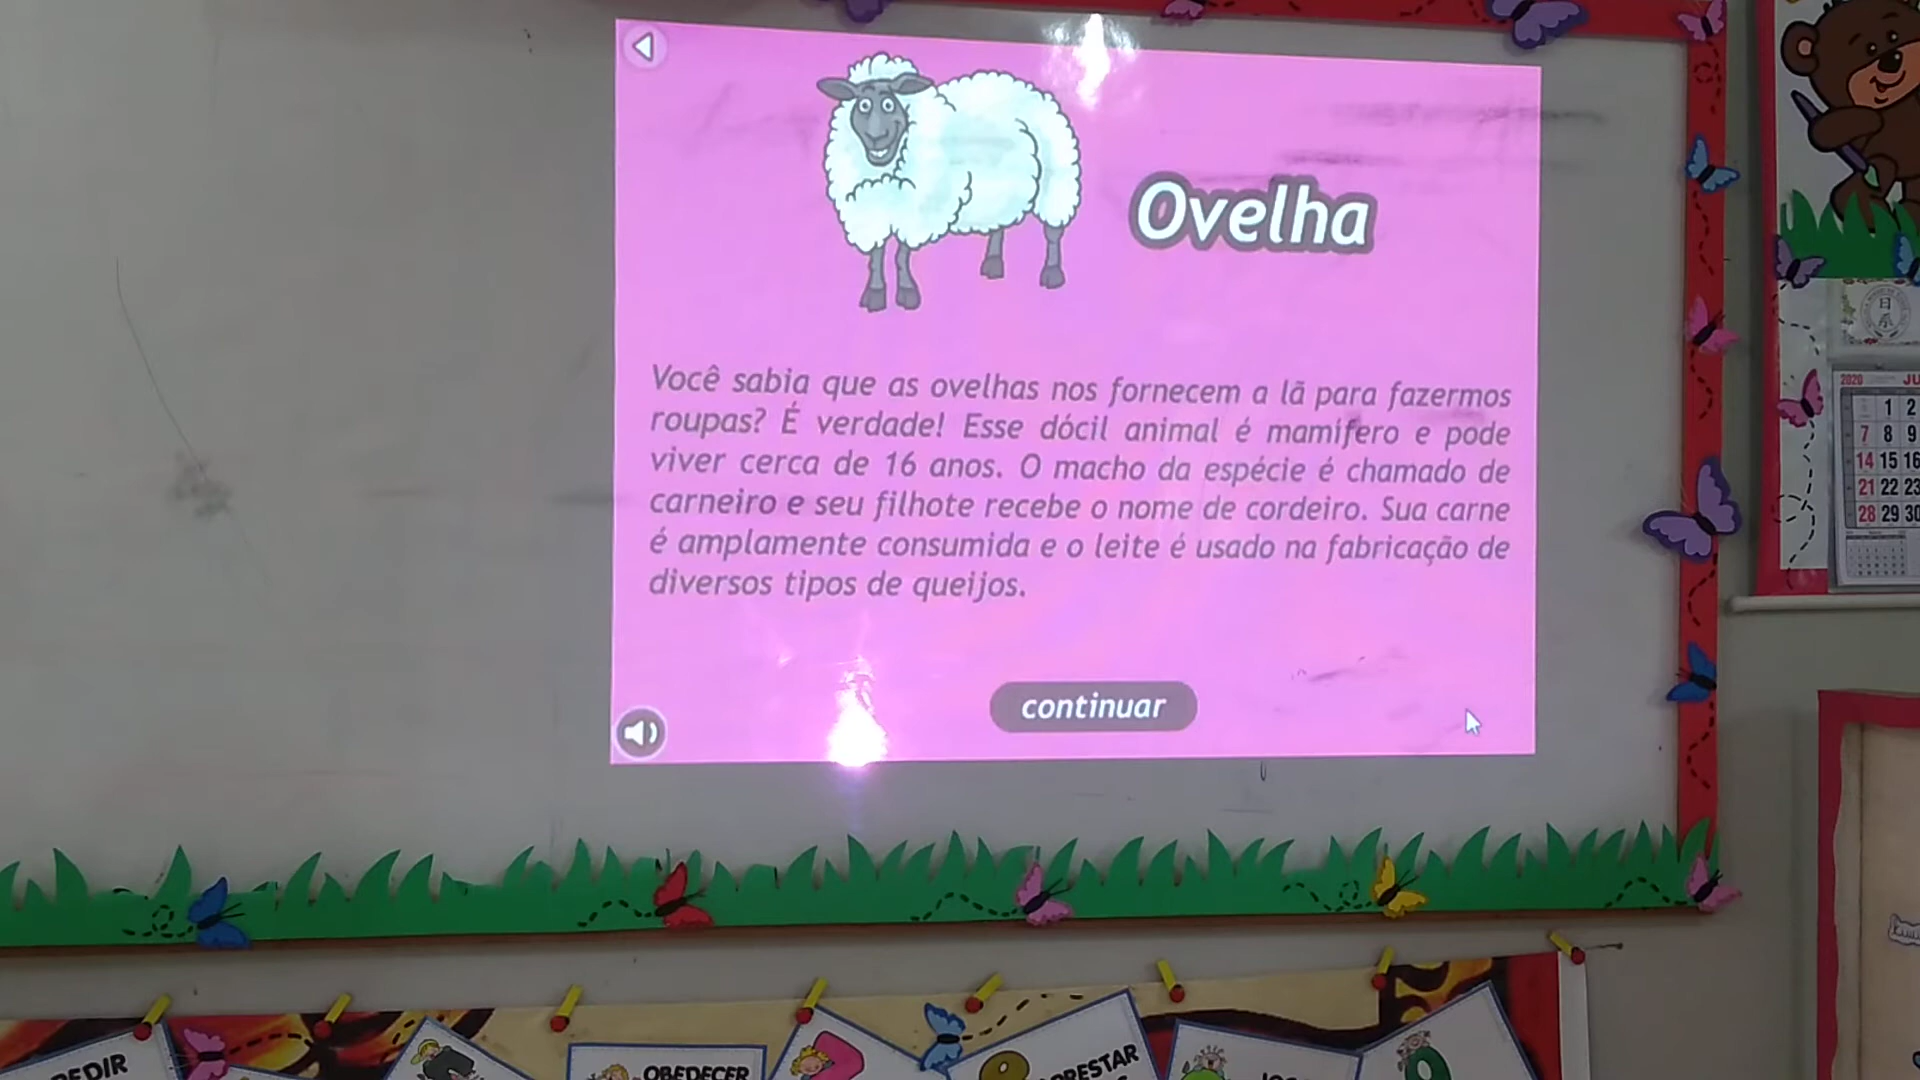 Ovelha
Você sabia que as ovelhas nos fornecem a lã para fazermos
roupas? É verdade! Esse dócil animal é mamífero e pode
viver cerca de 16 anos. O macho da espécie é chamado de
carneiro e seu filhote recebe o nome de cordeiro. Sua carne
é amplamente consumida e o leite é usado na fabricação de
diversos tipos de queijos.
continuar
2020 JU
1 2
7 8 9
14 15 16
21 22 23
28 29 30
EDIR
OBEDECER
PRESTAR